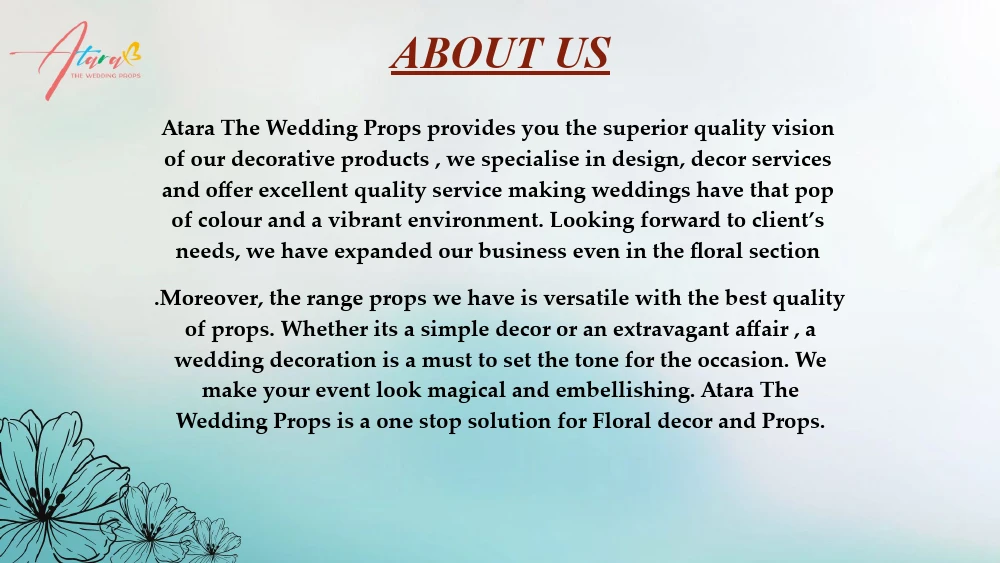 Atara
THE WEDDING PROPS
ABOUT US
Atara The Wedding Props provides you the superior quality vision
of our decorative products , we specialise in design, decor services
and offer excellent quality service making weddings have that pop
of colour and a vibrant environment. Looking forward to client’s
needs, we have expanded our business even in the floral section
.Moreover, the range props we have is versatile with the best quality
of props. Whether its a simple decor or an extravagant affair , a
wedding decoration is a must to set the tone for the occasion. We
make your event look magical and embellishing. Atara The
Wedding Props is a one stop solution for Floral decor and Props.